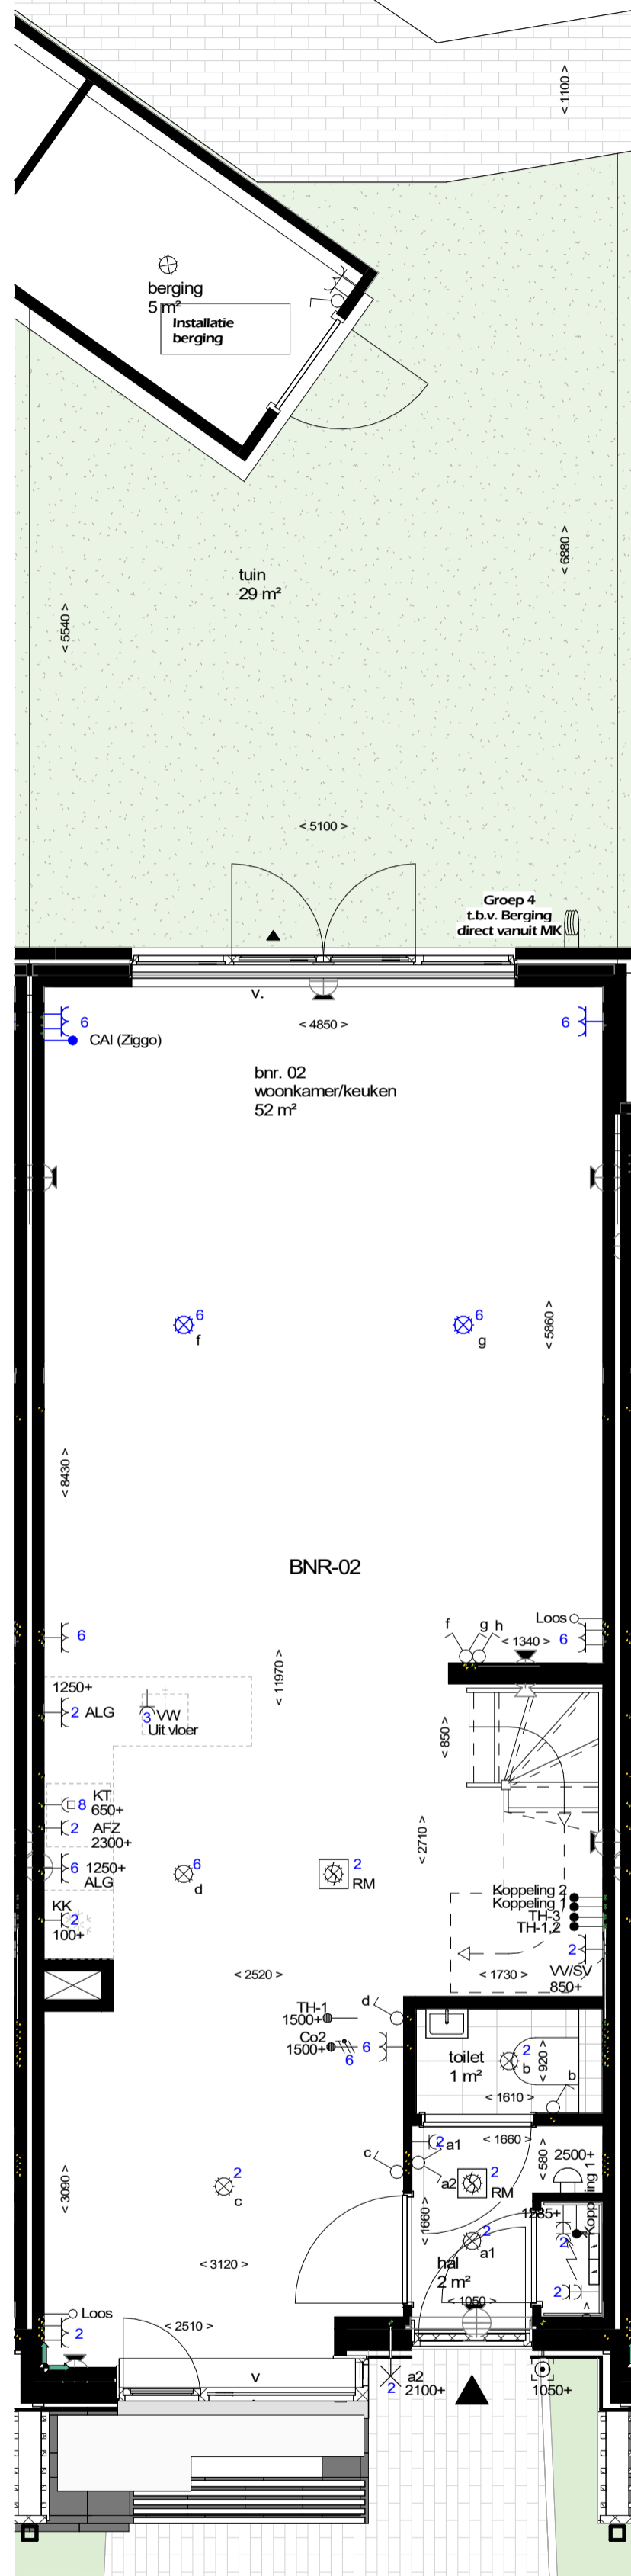 < 1100 >
berging
5 m²
Installatie
berging
< 6880 >
tuin
29 m²
< 5540 >
< 5100 >
Groep 4
t.b.v. Berging
direct vanuit MK
v.
6
CAI (Ziggo)
< 4850 >
6
bnr. 02
woonkamer/keuken
52 m²
6
f
6
g
< 5860 >
< 8430 >
BNR-02
6
f
g
h
Loos
< 1340 >
6
1250+
2 ALG
3 VW
Uit vloer
< 11970 >
< 850 >
8
KT
650+
2
AFZ
2300+
6
1250+
ALG
< 2710 >
6
d
2
RM
KK
2
100+
Koppeling 2
Koppeling 1
TH-3
TH-1,2
2
VV/SV
850+
< 2520 >
< 1730 >
TH-1
1500+
d
Co2
1500+
6
6
toilet
1 m²
2
b
< 920 >
b
< 1610 >
2
a1
< 1660 >
< 580 >
2500+
c
a2
2
RM
Koppeling 1
< 3090 >
2
c
< 1660 >
1285+
2
a1
2
hal
2 m²
< 3120 >
2
< 1050 >
Loos
2
< 2510 >
v
a2
2
2100+
1050+